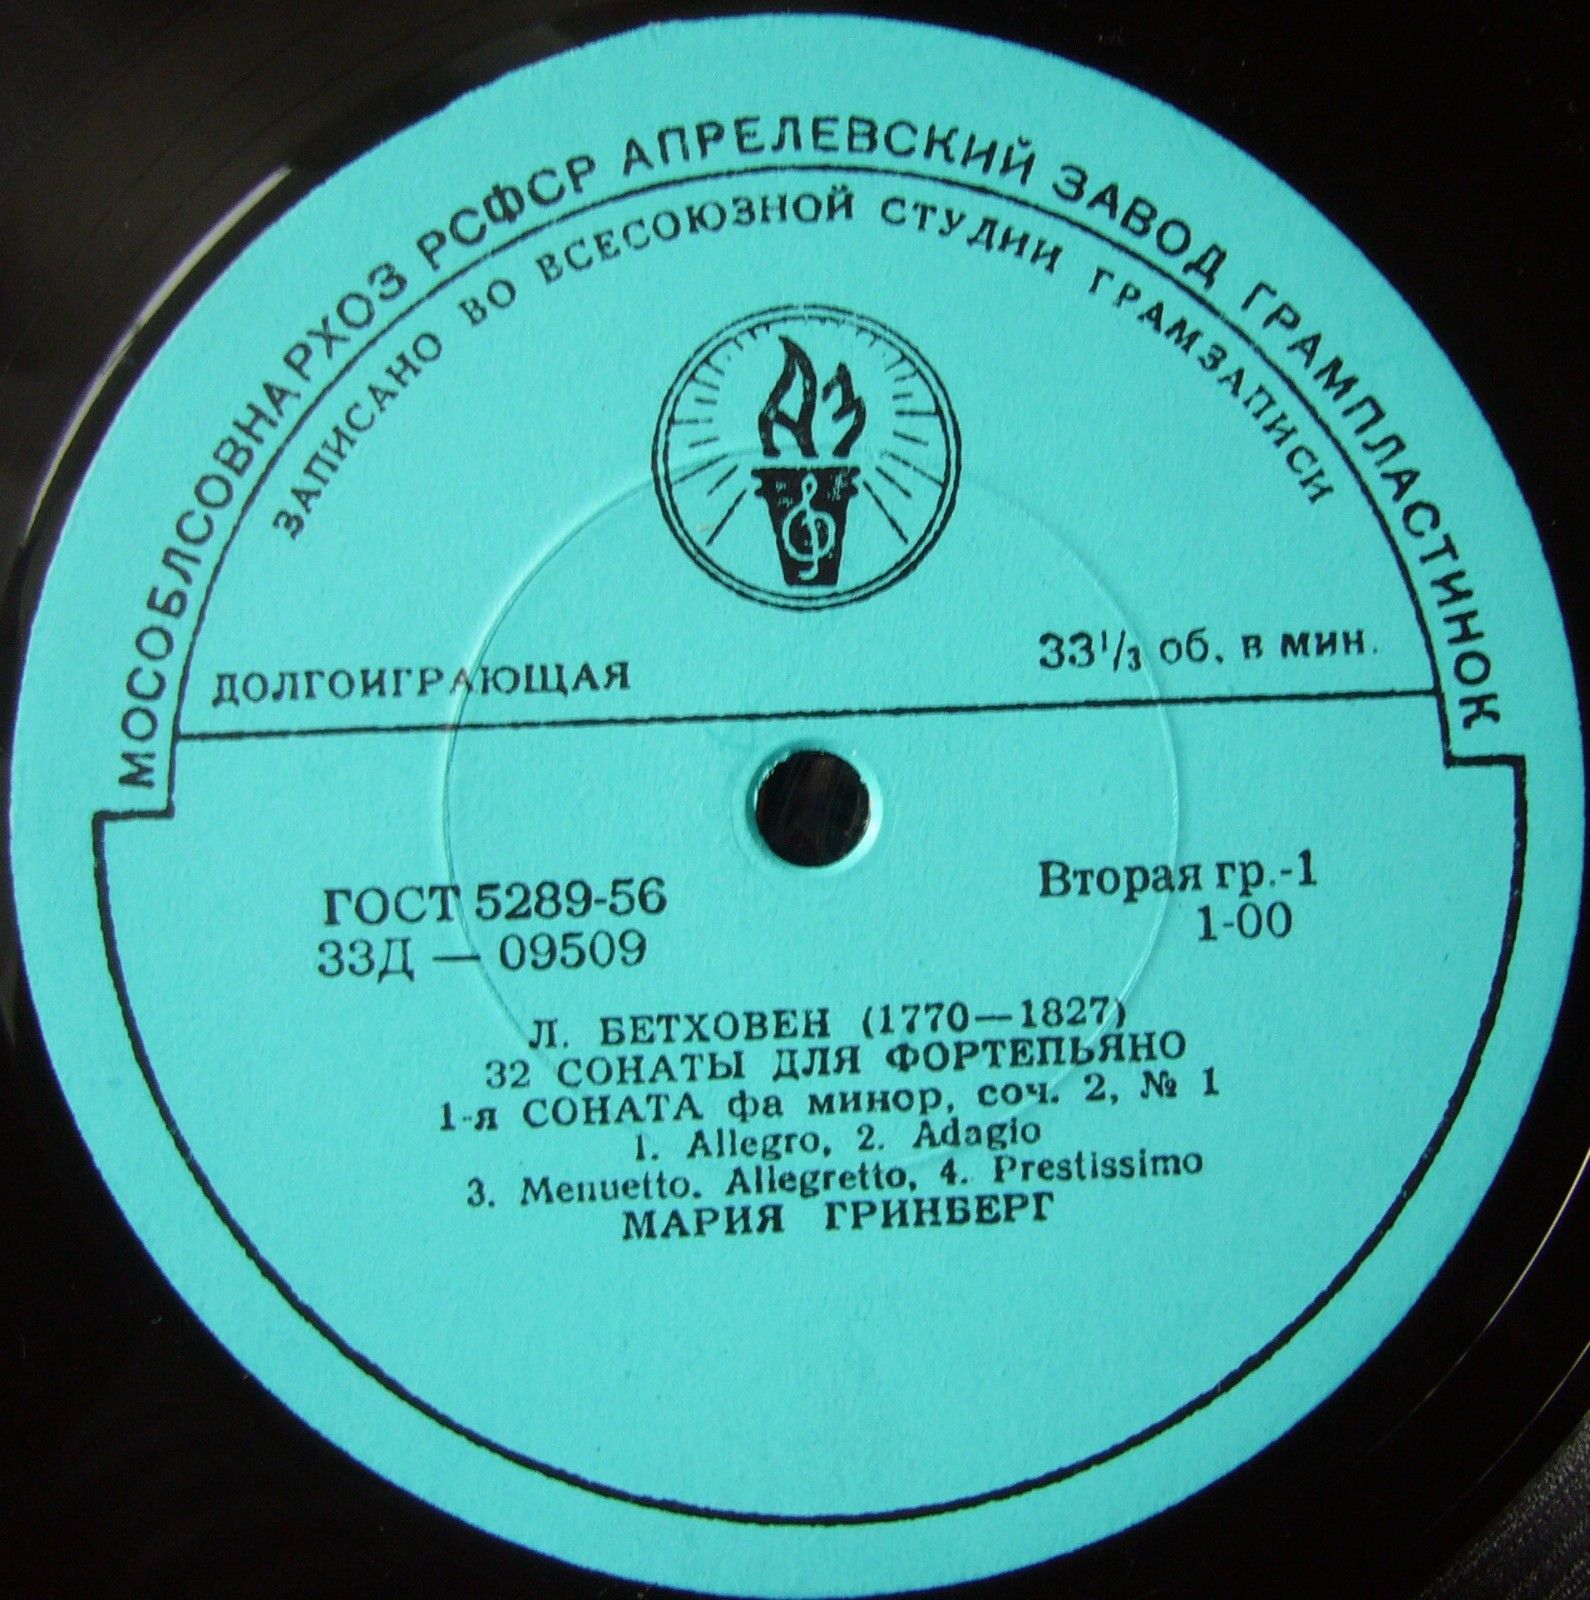 МОСОБЛСОВНАРХОЗ РСФСР АПРЕЛЕВСКИЙ ЗАВОД ГРАМПЛАСТИНОК
ЗАПИСАНО ВО ВСЕСОЮЗНОЙ СТУДИИ ГРАМЗАПИСИ
АЗ
ДОЛГОИГРАЮЩАЯ
33 1/3 об. в мин.
ГОСТ 5289-56
Вторая гр.-1
33Д — 09509
1-00
Л. БЕТХОВЕН (1770—1827)
32 СОНАТЫ ДЛЯ ФОРТЕПЬЯНО
1-я СОНАТА фа минор, соч. 2, № 1
1. Allegro, 2. Adagio
3. Menuetto. Allegretto, 4. Prestissimo
МАРИЯ ГРИНБЕРГ